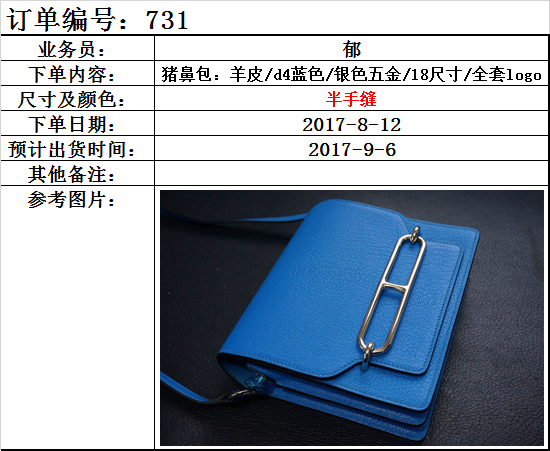 订单编号：731
业务员： 郁
下单内容： 猪鼻包：羊皮/d4蓝色/银色五金/18尺寸/全套logo
尺寸及颜色： 半手缝
下单日期： 2017-8-12
预计出货时间： 2017-9-6
其他备注：
参考图片：